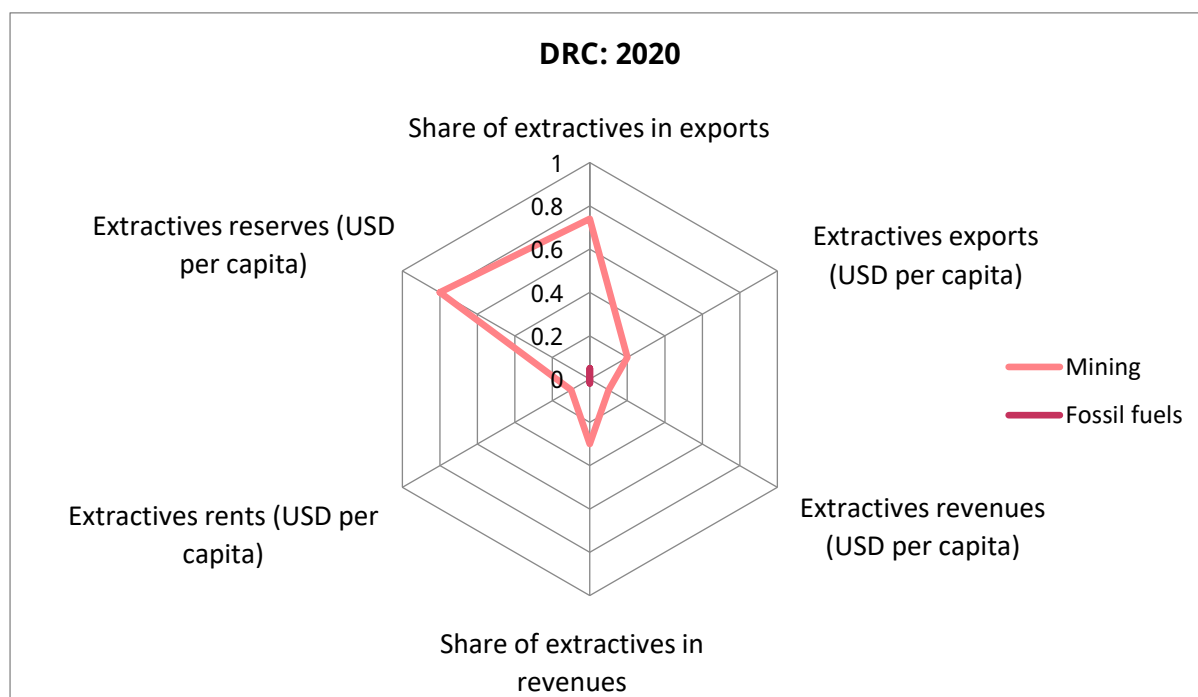 DRC: 2020
Share of extractives in exports
1
0.8
0.6
0.4
0.2
0
Extractives exports
(USD per capita)
Extractives revenues
(USD per capita)
Share of extractives in
revenues
Extractives rents (USD per
capita)
Extractives reserves (USD
per capita)
Mining
Fossil fuels